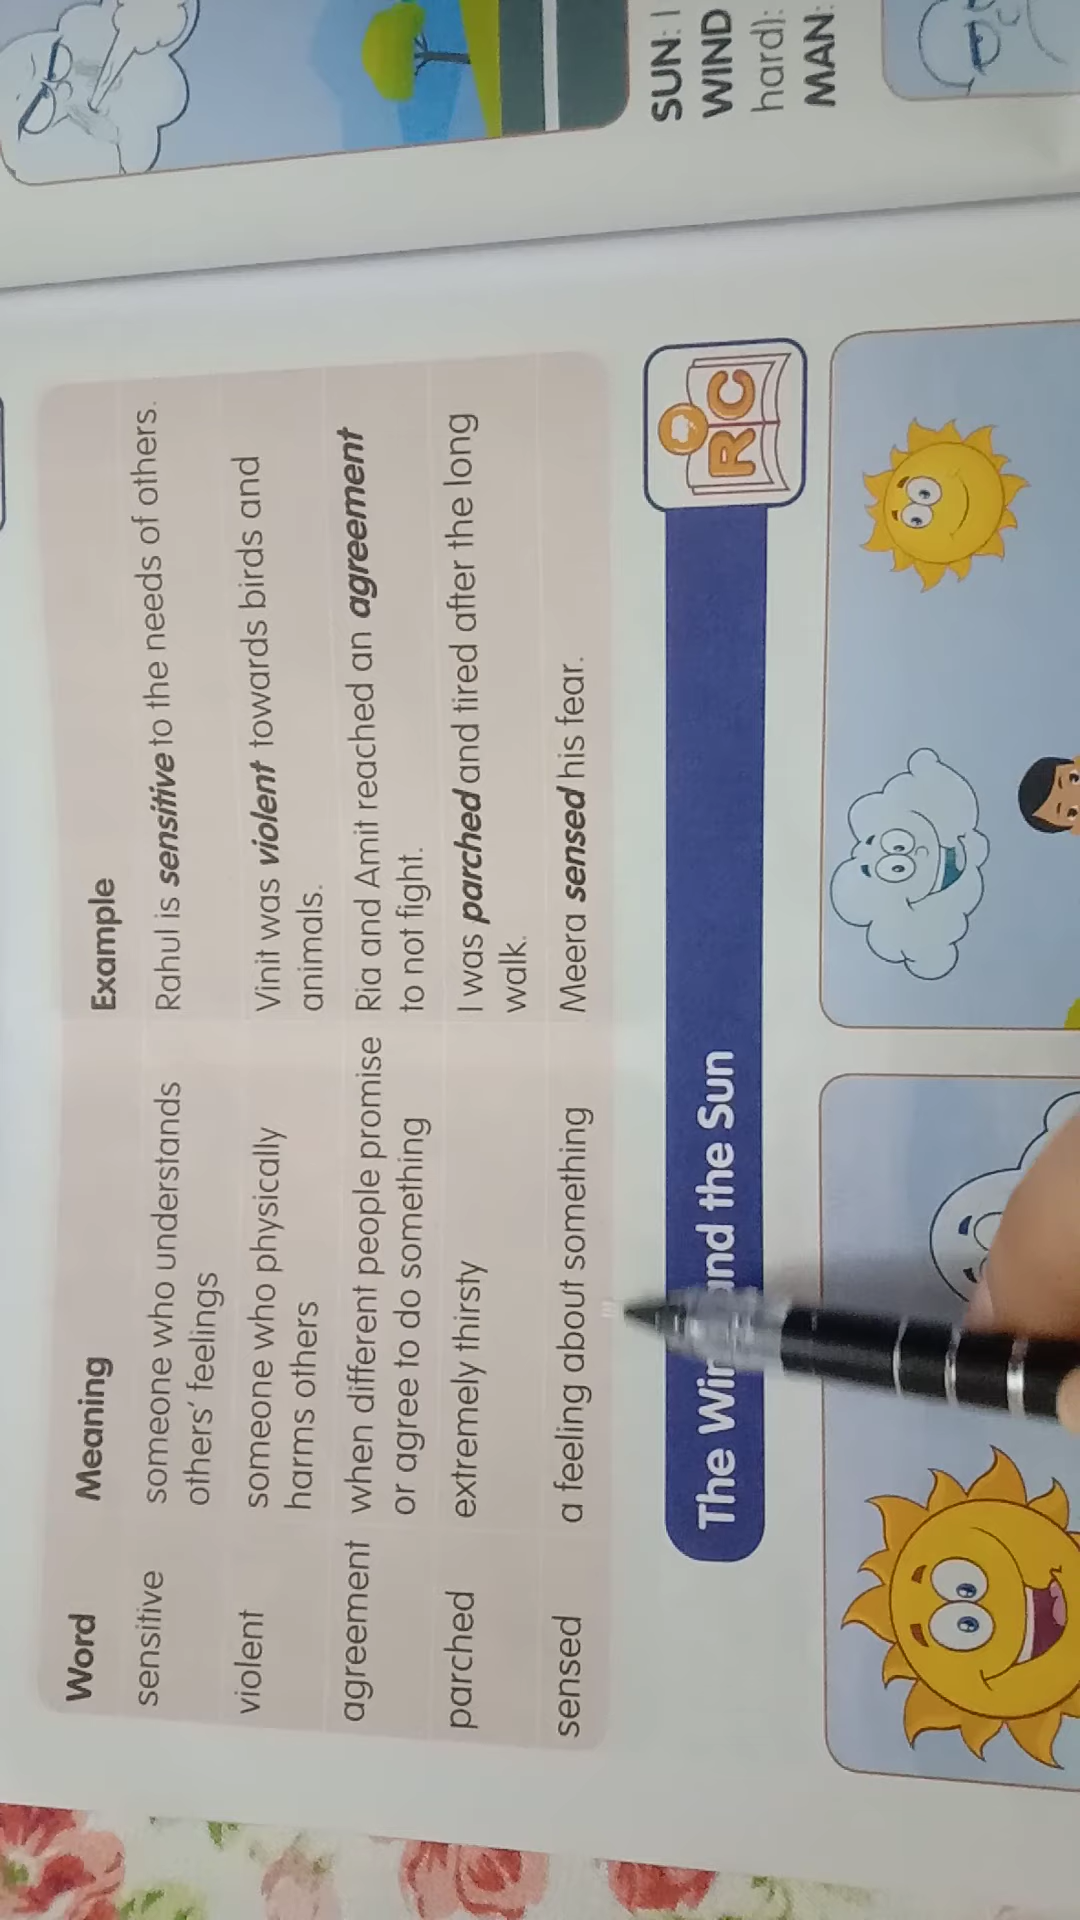 Word Meaning Example
sensitive someone who understands Rahul is sensitive to the needs of others.
others' feelings
violent someone who physically Vinit was violent towards birds and
harms others animals.
agreement when different people promise Ria and Amit reached an agreement
or agree to do something to not fight.
parched extremely thirsty I was parched and tired after the long
walk.
sensed a feeling about something Meera sensed his fear.
The and the Sun
RC
SUN: I
WIND
hard):
MAN: